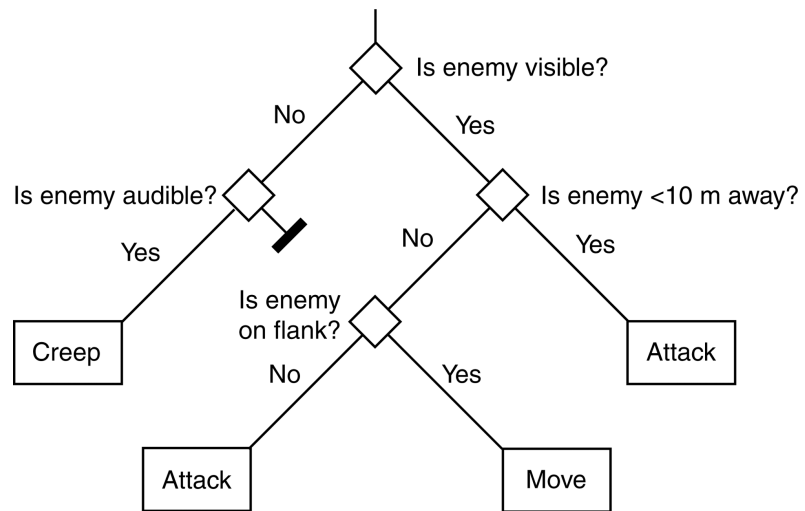 Is enemy visible?
No
Yes
Is enemy audible?
Is enemy <10 m away?
Yes
No
Yes
Is enemy
on flank?
Creep
Attack
No
Yes
Attack
Move